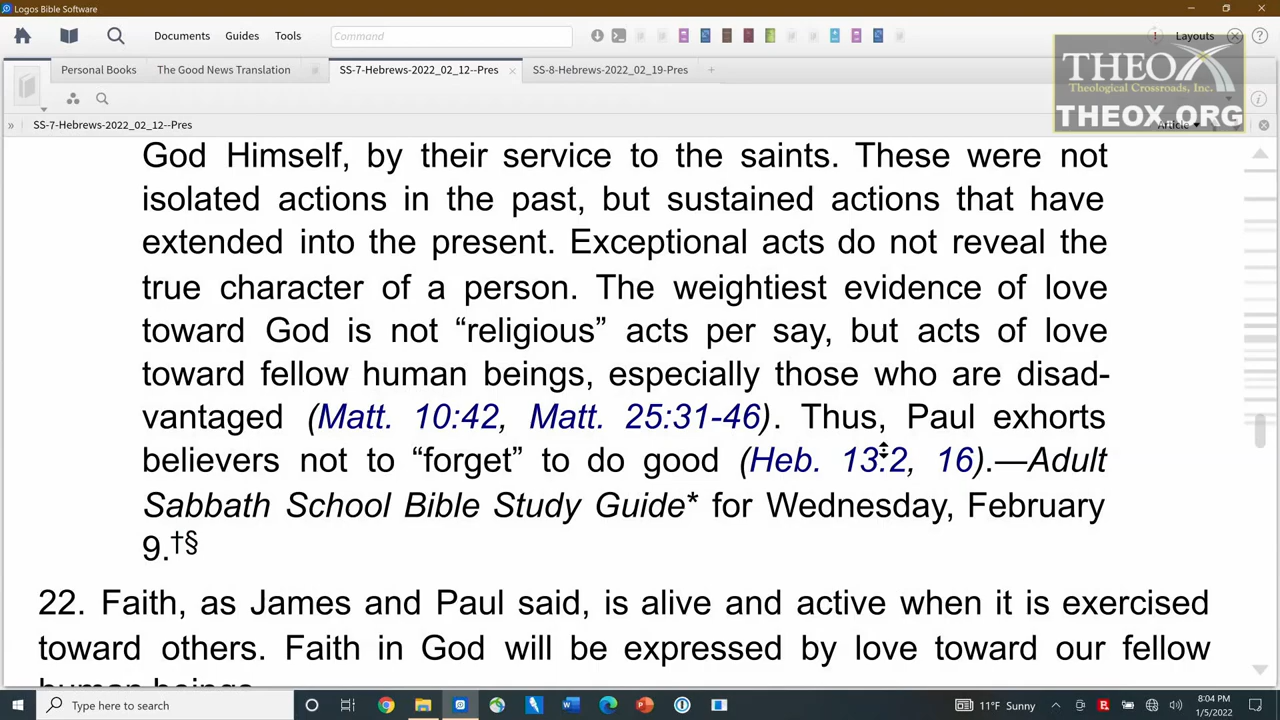 Logos Bible Software
Documents Guides Tools Command Layouts
Personal Books The Good News Translation SS-7-Hebrews-2022_02_12--Pres SS-8-Hebrews-2022_02_19-Pres
THEOX
Theological Crossroads, Inc.
THEOX.ORG
SS-7-Hebrews-2022_02_12--Pres Article
God Himself, by their service to the saints. These were not
isolated actions in the past, but sustained actions that have
extended into the present. Exceptional acts do not reveal the
true character of a person. The weightiest evidence of love
toward God is not “religious” acts per say, but acts of love
toward fellow human beings, especially those who are disad-
vantaged (Matt. 10:42, Matt. 25:31-46). Thus, Paul exhorts
believers not to “forget” to do good (Heb. 13:2, 16).—Adult
Sabbath School Bible Study Guide* for Wednesday, February
9.†§
22. Faith, as James and Paul said, is alive and active when it is exercised
toward others. Faith in God will be expressed by love toward our fellow
human beings.
Type here to search 11°F Sunny 8:04 PM
1/5/2022